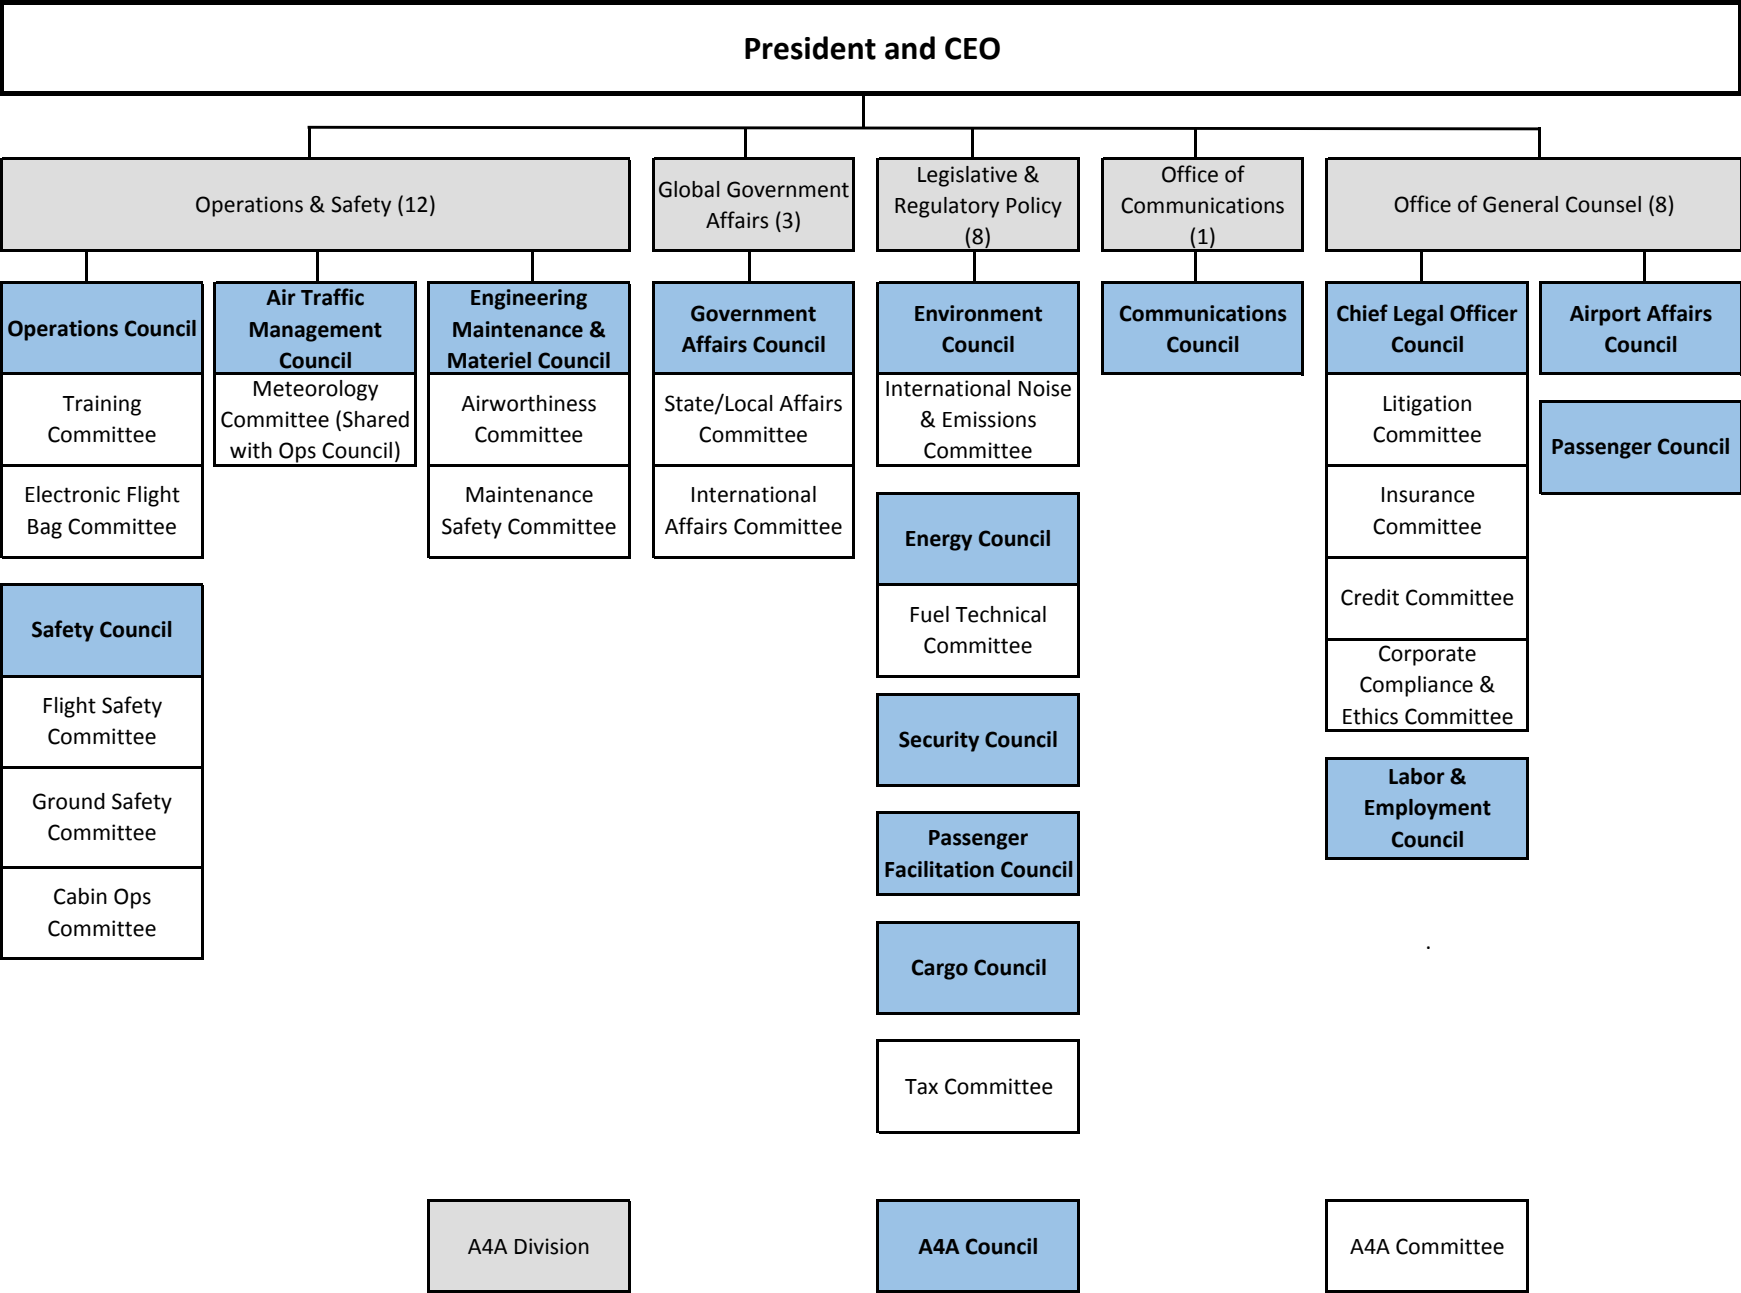 President and CEO
Operations & Safety (12)
Global Government
Affairs (3)
Legislative &
Regulatory Policy
(8)
Office of
Communications
(1)
Office of General Counsel (8)
Operations Council
Air Traffic
Management
Council
Engineering
Maintenance &
Materiel Council
Government
Affairs Council
Environment
Council
Communications
Council
Chief Legal Officer
Council
Airport Affairs
Council
Training
Committee
Meteorology
Committee (Shared
with Ops Council)
Airworthiness
Committee
State/Local Affairs
Committee
International Noise
& Emissions
Committee
Litigation
Committee
Passenger Council
Electronic Flight
Bag Committee
Maintenance
Safety Committee
International
Affairs Committee
Energy Council
Insurance
Committee
Safety Council
Fuel Technical
Committee
Credit Committee
Flight Safety
Committee
Security Council
Corporate
Compliance &
Ethics Committee
Ground Safety
Committee
Passenger
Facilitation Council
Labor &
Employment
Council
Cabin Ops
Committee
Cargo Council
.
Tax Committee
A4A Division
A4A Council
A4A Committee